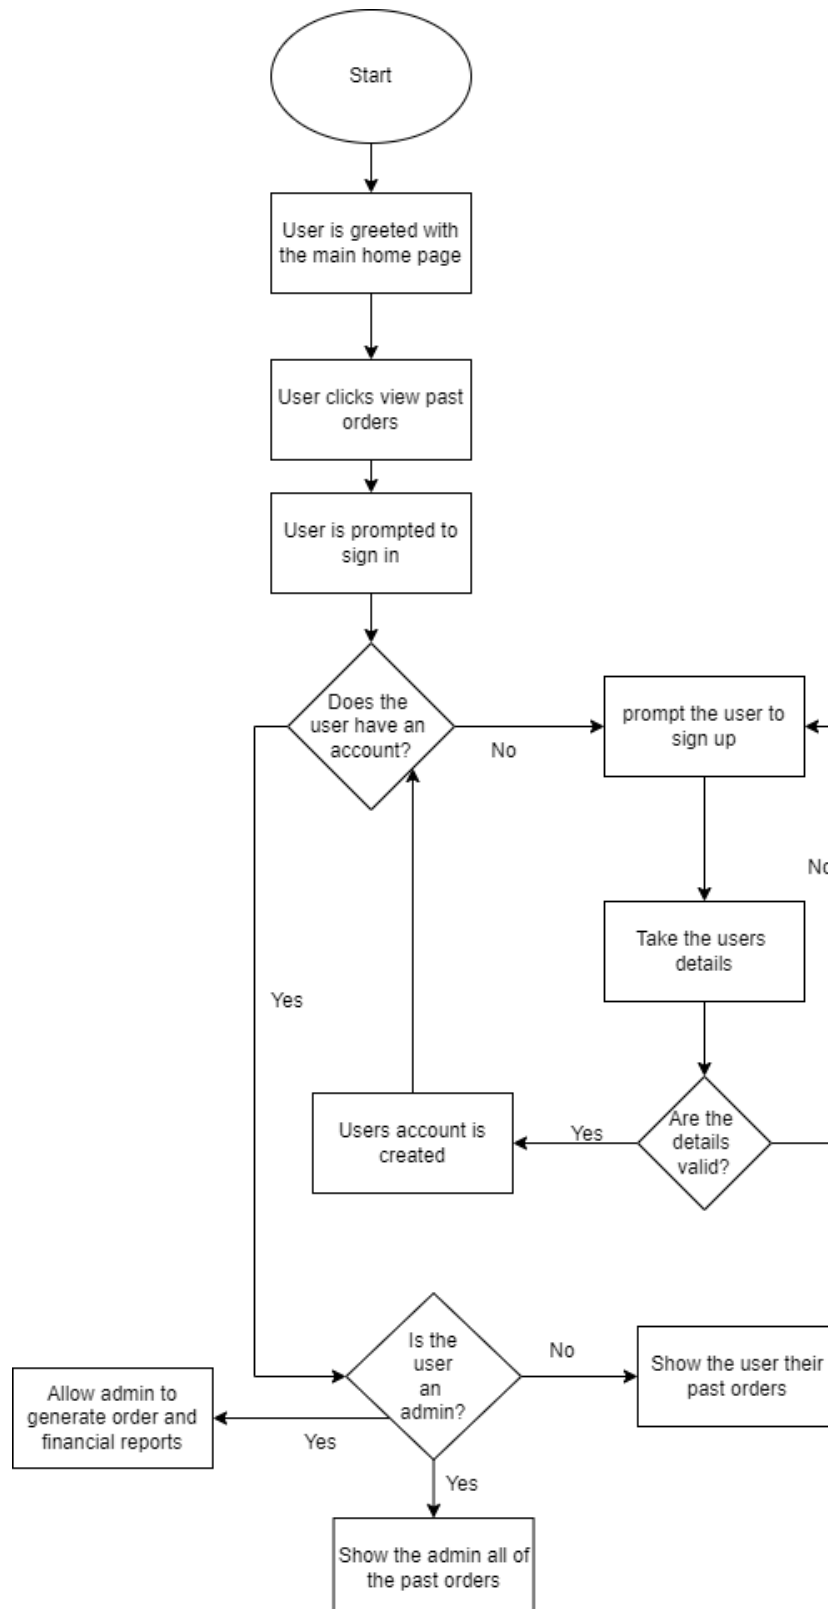 Start
User is greeted with
the main home page
User clicks view past
orders
User is prompted to
sign in
Does the
user have an
account?
No
prompt the user to
sign up
No
Take the users
details
Yes
Are the
details
valid?
Yes
Users account is
created
Is the
user
an
admin?
No
Show the user their
past orders
Allow admin to
generate order and
financial reports
Yes
Yes
Show the admin all of
the past orders